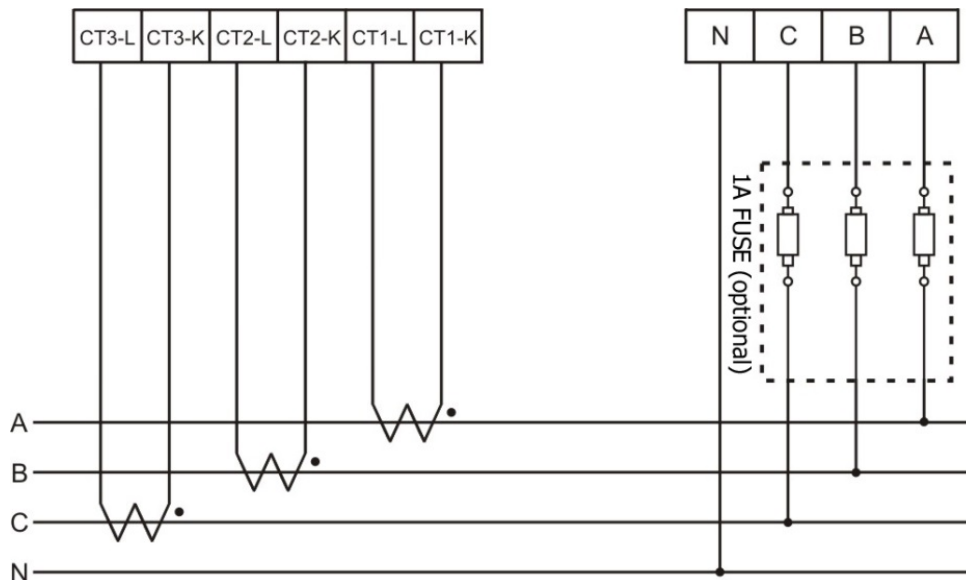 CT3-L CT3-K CT2-L CT2-K CT1-L CT1-K
N C B A
1A FUSE (optional)
A
B
C
N